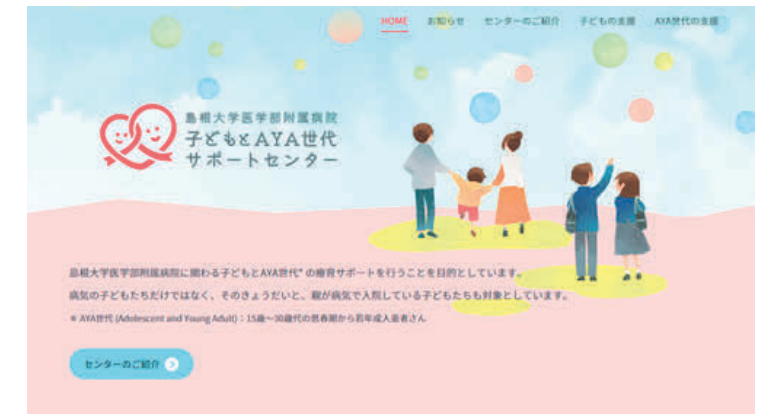 HOME お知らせ センターのご紹介 子どもの支援 AYA世代の支援
島根大学医学部附属病院
子どもとAYA世代
サポートセンター
島根大学医学部附属病院に関わる子どもとAYA世代* の療育サポートを行うことを目的としています。
病気の子どもたちだけではなく、そのきょうだいと、親が病気で入院している子どもたちも対象としています。
* AYA世代 (Adolescent and Young Adult)：15歳～30歳代の思春期から若年成人患者さん
センターのご紹介